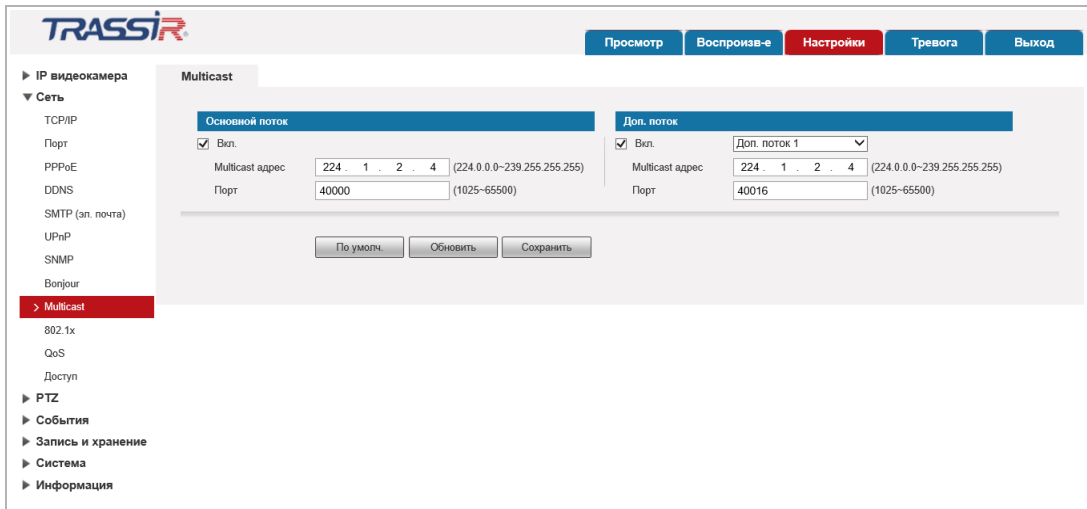 TRASSIR
Просмотр Воспроизв-е Настройки Тревога Выход
IP видеокамера
Сеть
TCP/IP
Порт
PPPoE
DDNS
SMTP (эл. почта)
UPnP
SNMP
Bonjour
Multicast
802.1x
QoS
Доступ
PTZ
События
Запись и хранение
Система
Информация
Multicast
Основной поток
Вкл.
Multicast адрес 224 . 1 . 2 . 4 (224.0.0.0~239.255.255.255)
Порт 40000 (1025~65500)
Доп. поток
Вкл. Доп. поток 1
Multicast адрес 224 . 1 . 2 . 4 (224.0.0.0~239.255.255.255)
Порт 40016 (1025~65500)
По умолч. Обновить Сохранить